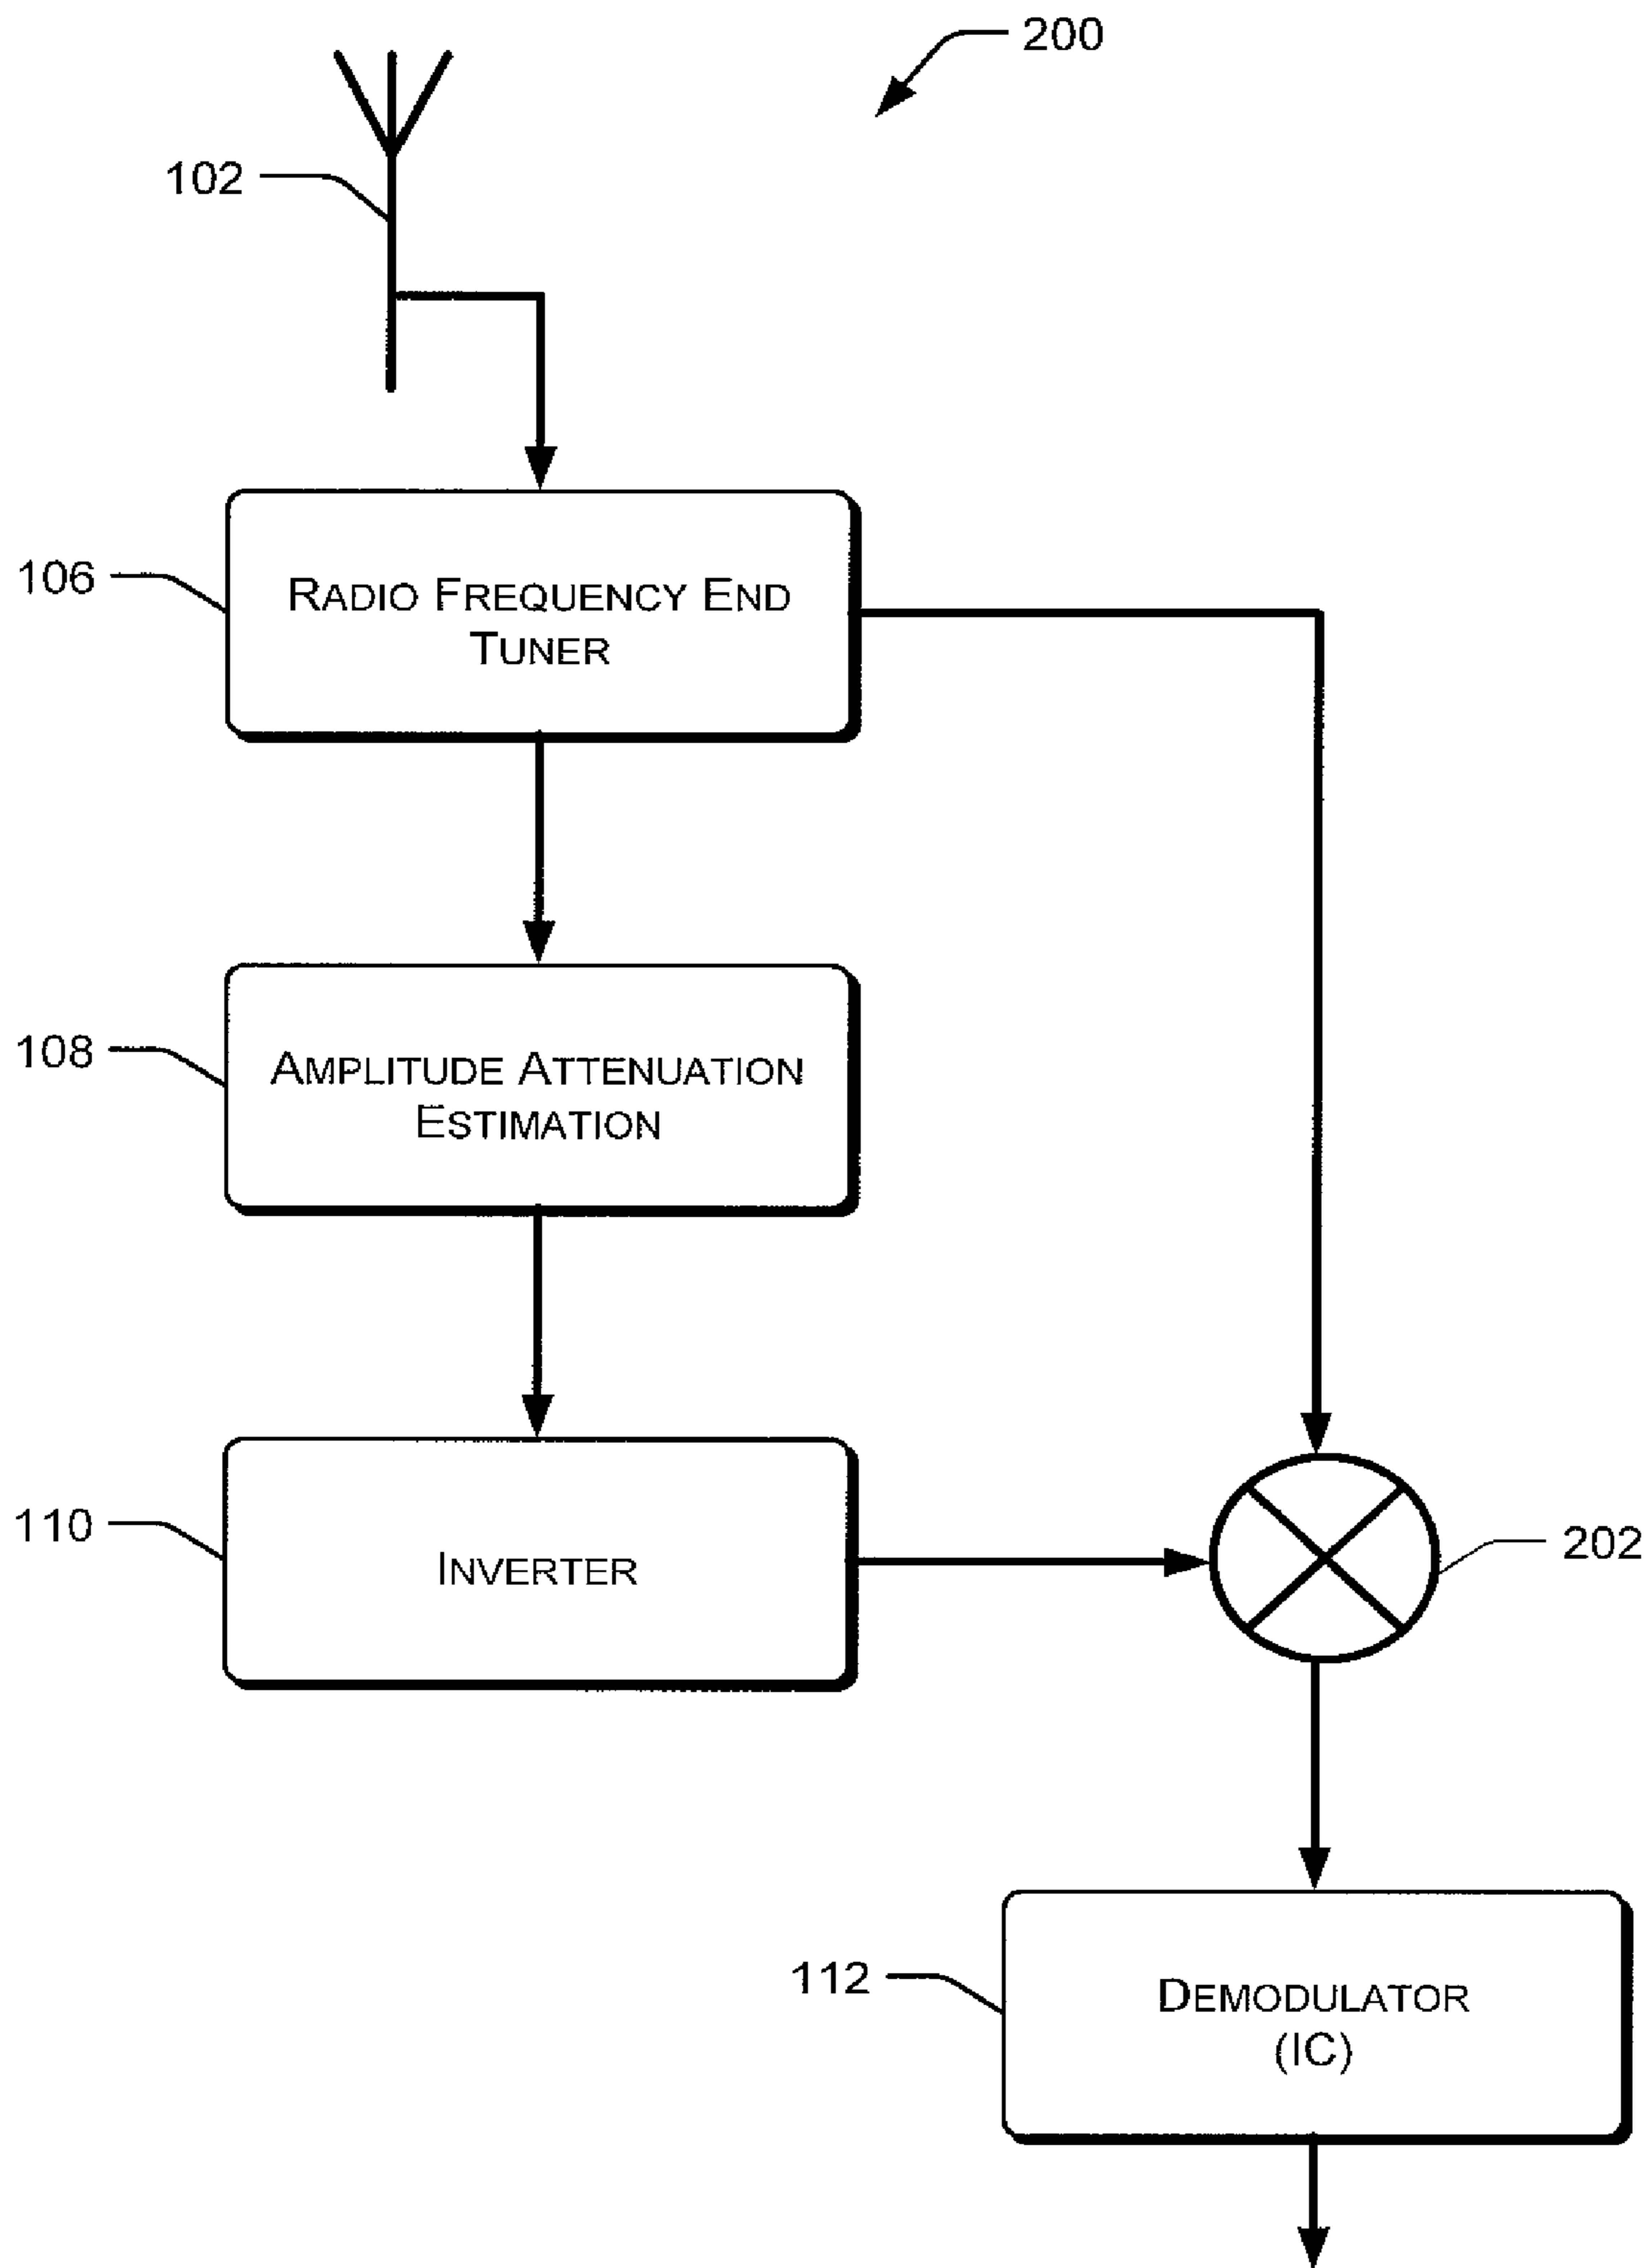 200
102
106
RADIO FREQUENCY END
TUNER
108
AMPLITUDE ATTENUATION
ESTIMATION
110
INVERTER
202
112
DEMODULATOR
(IC)